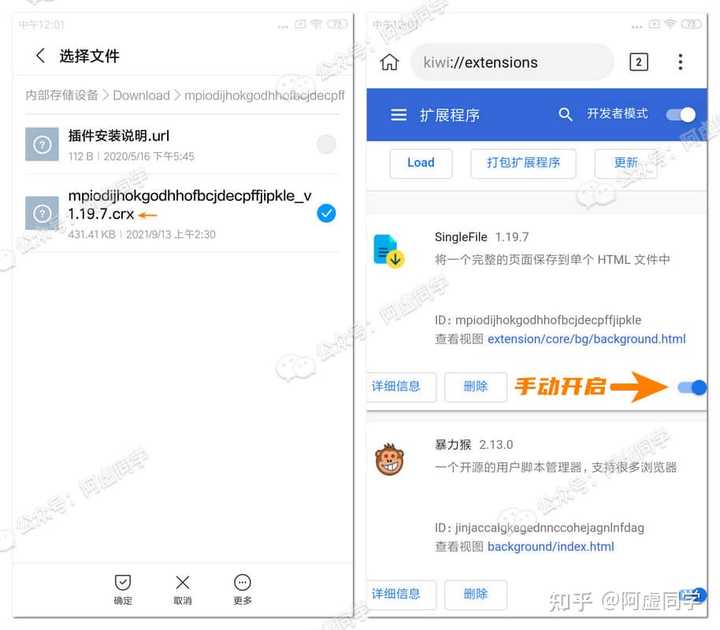 中午12:01
选择文件
内部存储设备 > Download > mpiodijhokgodhhofbcjdecpff
插件安装说明.url
112 B | 2020/5/16 下午5:45
mpiodijhokgodhhofbcjdecpffjipkle_v
1.19.7.crx
431.41 KB | 2021/9/13 上午2:30
确定
取消
更多
中午12:01
kiwi://extensions
2
扩展程序
开发者模式
Load
打包扩展程序
更新
SingleFile 1.19.7
将一个完整的页面保存到单个 HTML 文件中
ID: mpiodijhokgodhhofbcjdecpffjipkle
查看视图 extension/core/bg/background.html
详细信息
删除
手动开启
暴力猴 2.13.0
一个开源的用户脚本管理器，支持很多浏览器
ID: jinjaccalgkegednnccohejagnlnfdag
查看视图 background/index.html
详细信息
删除
知乎 @阿虚同学
公众号：阿虚同学